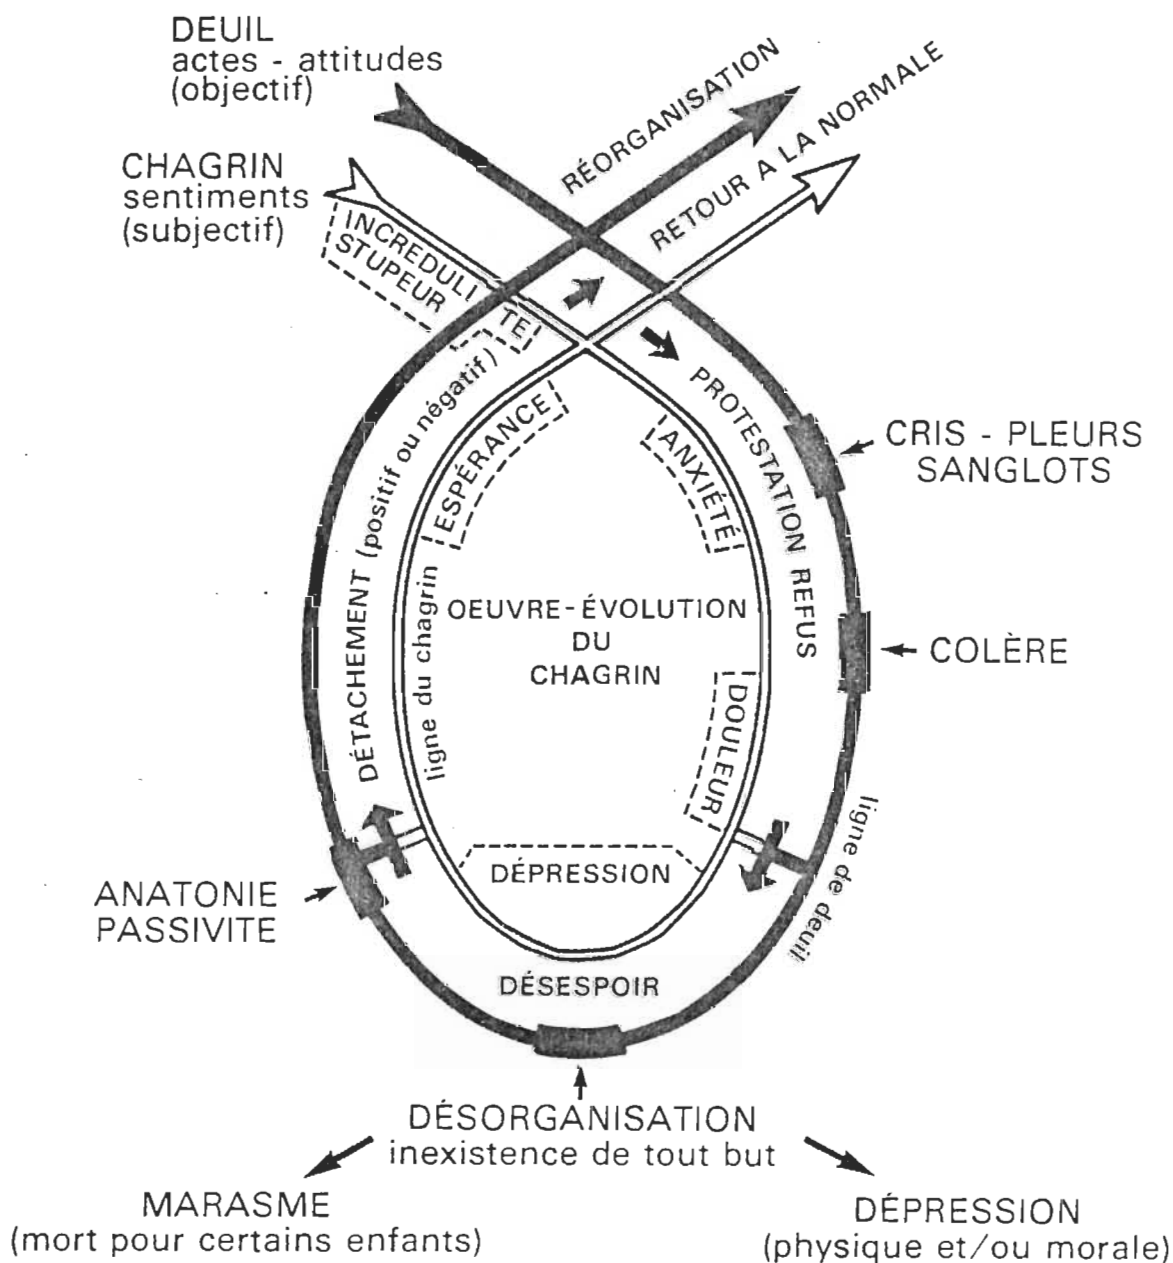 DEUIL
actes - attitudes
(objectif)
CHAGRIN
sentiments
(subjectif)
RÉORGANISATION
RETOUR A LA NORMALE
INCREDULI TE
STUPEUR
DÉTACHEMENT (positif ou négatif)
ESPÉRANCE
ligne du chagrin
ANXIÉTÉ
PROTESTATION REFUS
CRIS - PLEURS
SANGLOTS
OEUVRE-ÉVOLUTION
DU
CHAGRIN
COLÈRE
DOULEUR
ligne de deuil
DÉPRESSION
ANATONIE
PASSIVITE
DÉSESPOIR
DÉSORGANISATION
inexistence de tout but
MARASME
(mort pour certains enfants)
DÉPRESSION
(physique et/ou morale)